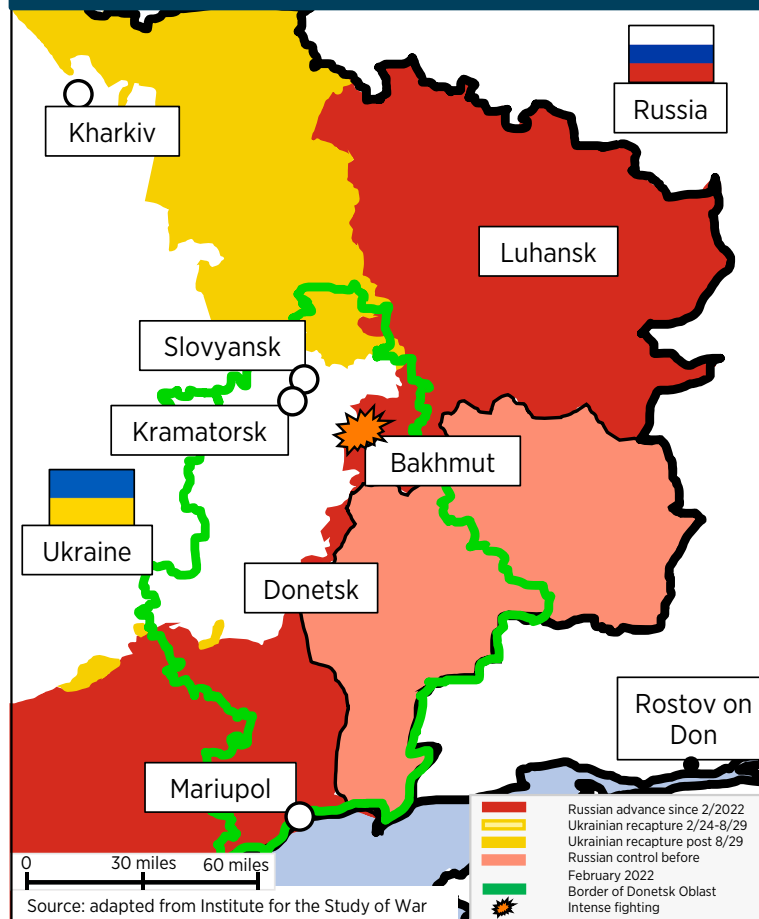 Russia
Kharkiv
Luhansk
Slovyansk
Kramatorsk
Bakhmut
Ukraine
Donetsk
Rostov on
Don
Mariupol
Russian advance since 2/2022
Ukrainian recapture 2/24-8/29
Ukrainian recapture post 8/29
Russian control before
February 2022
Border of Donetsk Oblast
Intense fighting
0 30 miles 60 miles
Source: adapted from Institute for the Study of War